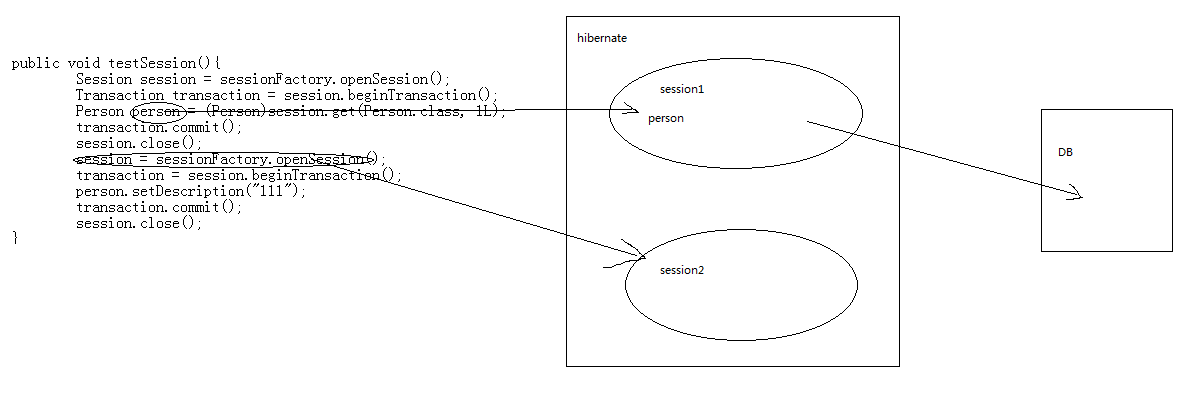 public void testSession(){
Session session = sessionFactory.openSession();
Transaction transaction = session.beginTransaction();
Person person = (Person)session.get(Person.class, 1L);
transaction.commit();
session.close();
session = sessionFactory.openSession();
transaction = session.beginTransaction();
person.setDescription("111");
transaction.commit();
session.close();
}
hibernate
session1
person
session2
DB